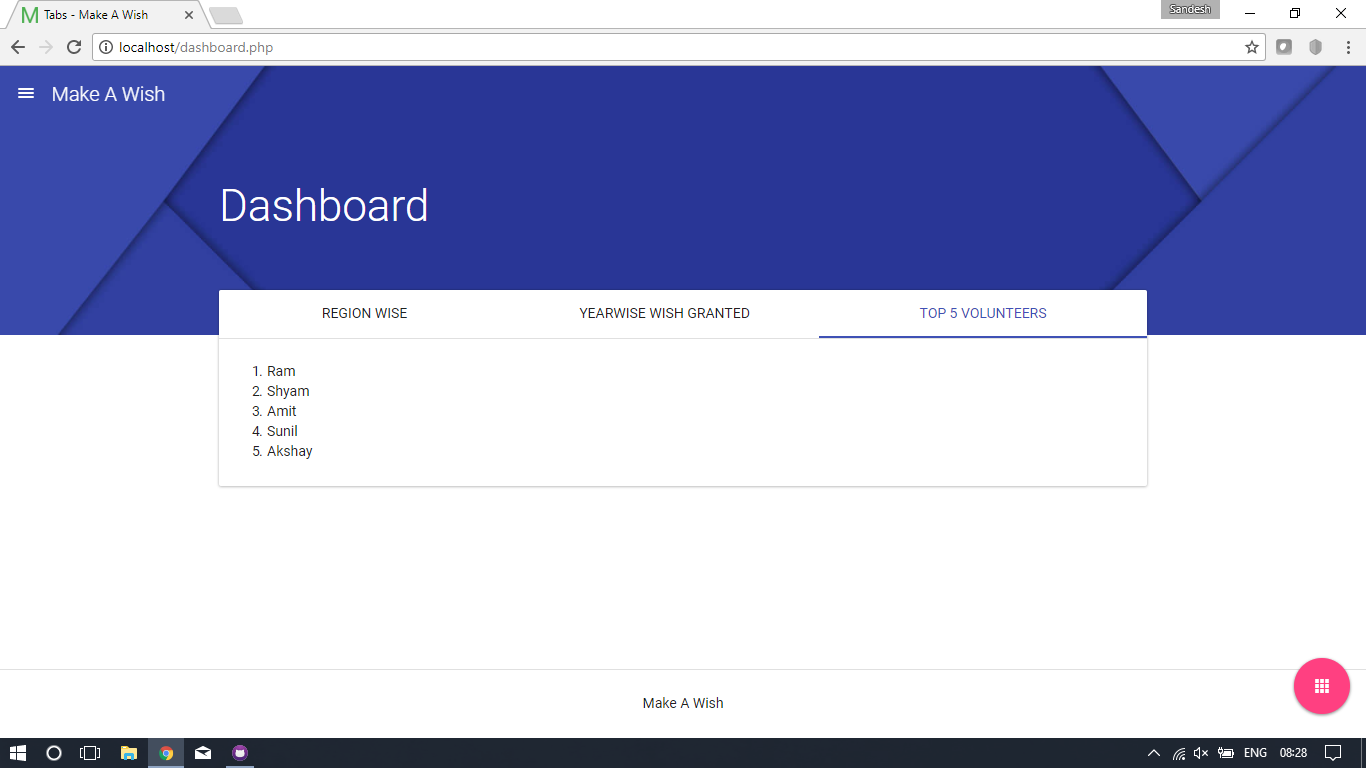 Tabs - Make A Wish
Sandesh
localhost/dashboard.php
Make A Wish
Dashboard
REGION WISE
YEARWISE WISH GRANTED
TOP 5 VOLUNTEERS
1. Ram
2. Shyam
3. Amit
4. Sunil
5. Akshay
Make A Wish
ENG
08:28